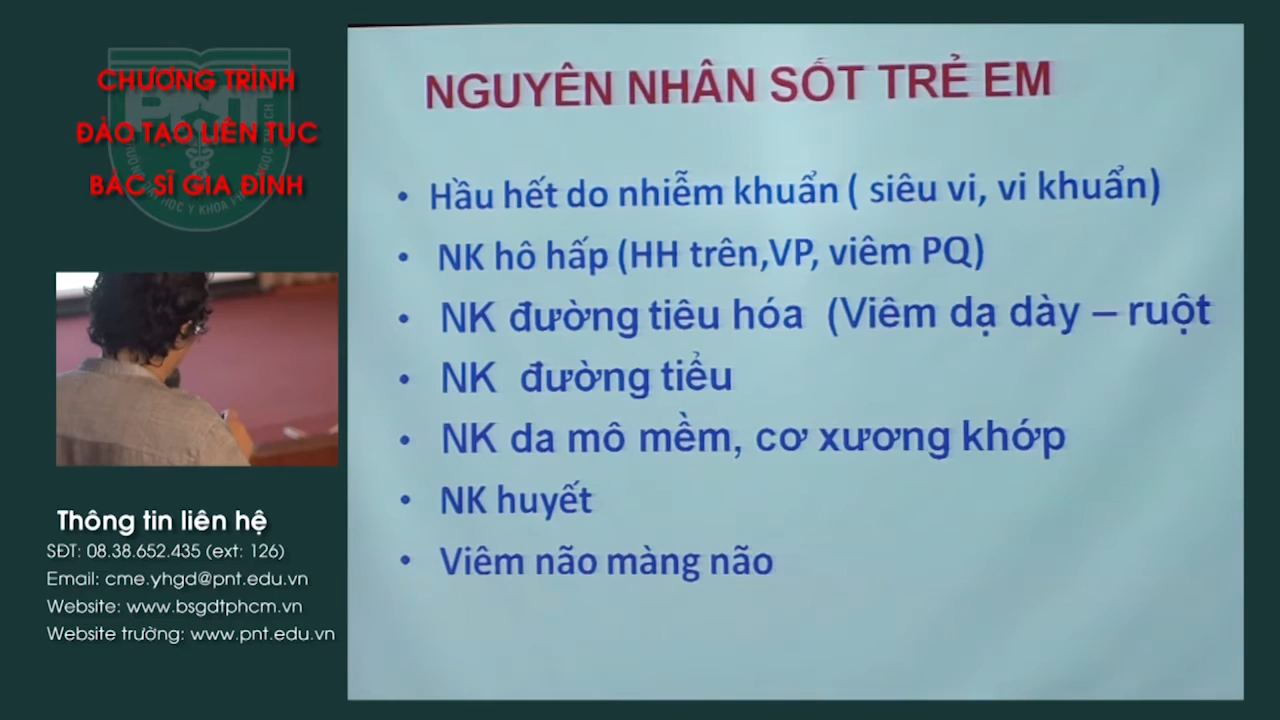 CHƯƠNG TRÌNH
ĐÀO TẠO LIÊN TỤC
BÁC SĨ GIA ĐÌNH
Thông tin liên hệ
SĐT: 08.38.652.435 (ext: 126)
Email: cme.yhgd@pnt.edu.vn
Website: www.bsgdtphcm.vn
Website trường: www.pnt.edu.vn
NGUYÊN NHÂN SỐT TRẺ EM
• Hầu hết do nhiễm khuẩn ( siêu vi, vi khuẩn)
• NK hô hấp (HH trên,VP, viêm PQ)
• NK đường tiêu hóa (Viêm dạ dày – ruột
• NK đường tiểu
• NK da mô mềm, cơ xương khớp
• NK huyết
• Viêm não màng não